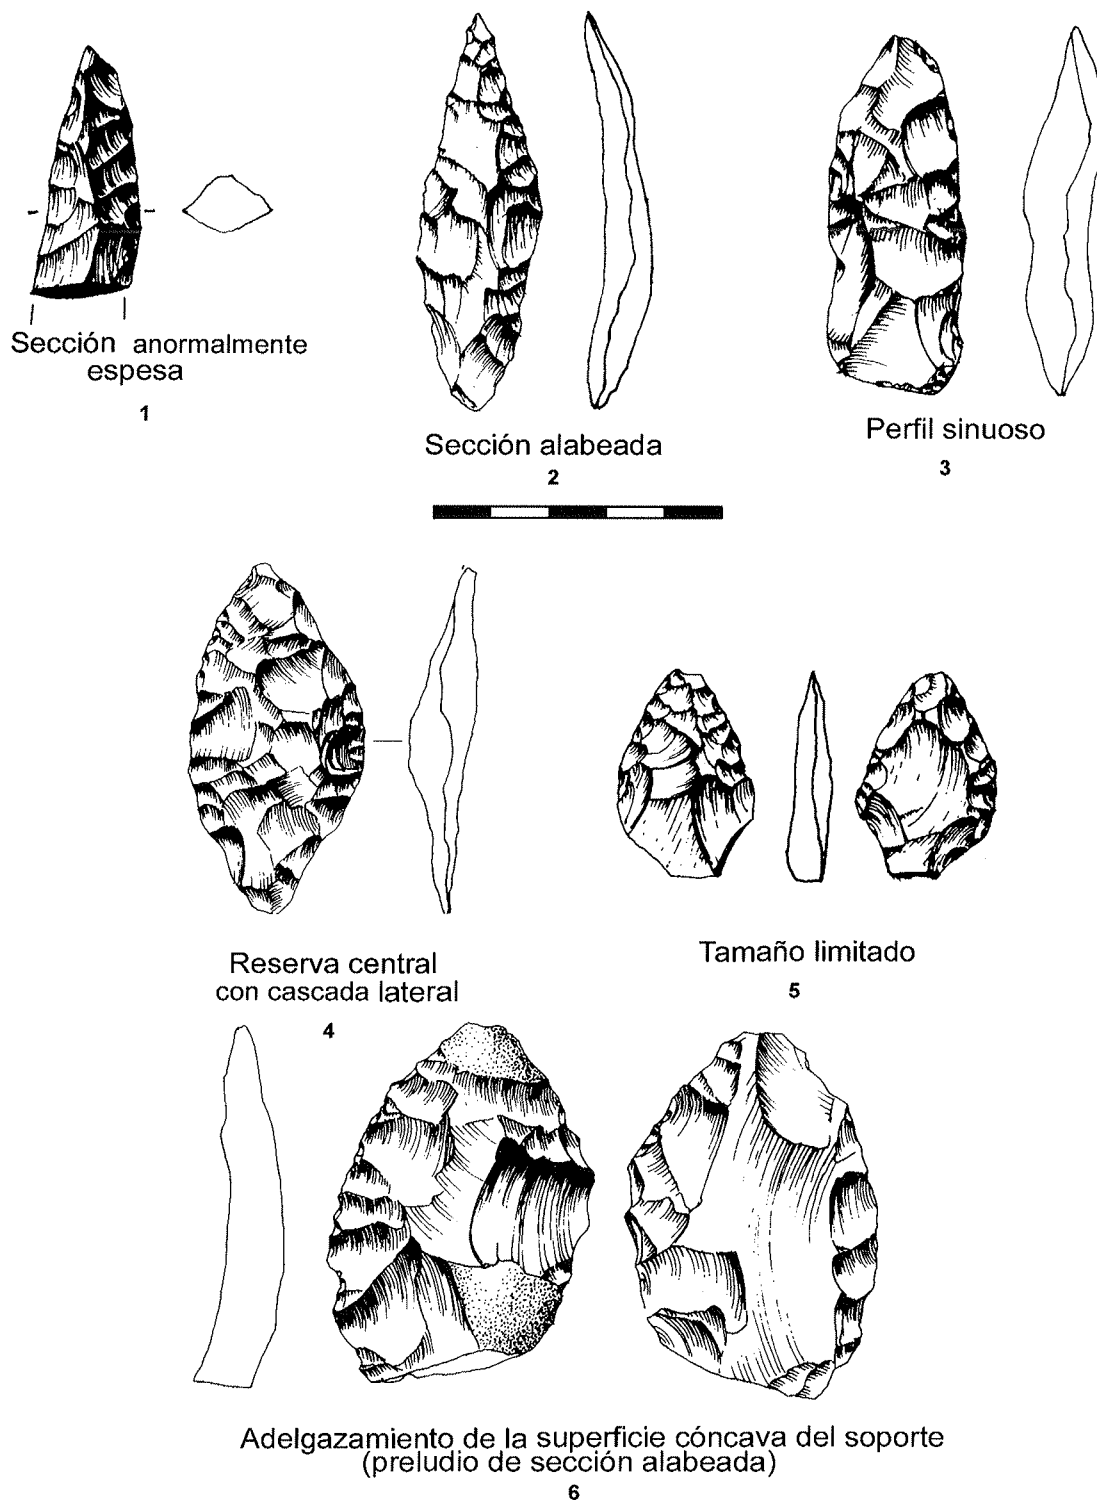 Sección anormalmente
espesa
1
Sección alabeada
2
Perfil sinuoso
3
Reserva central
con cascada lateral
4
Tamaño limitado
5
Adelgazamiento de la superficie cóncava del soporte
(preludio de sección alabeada)
6